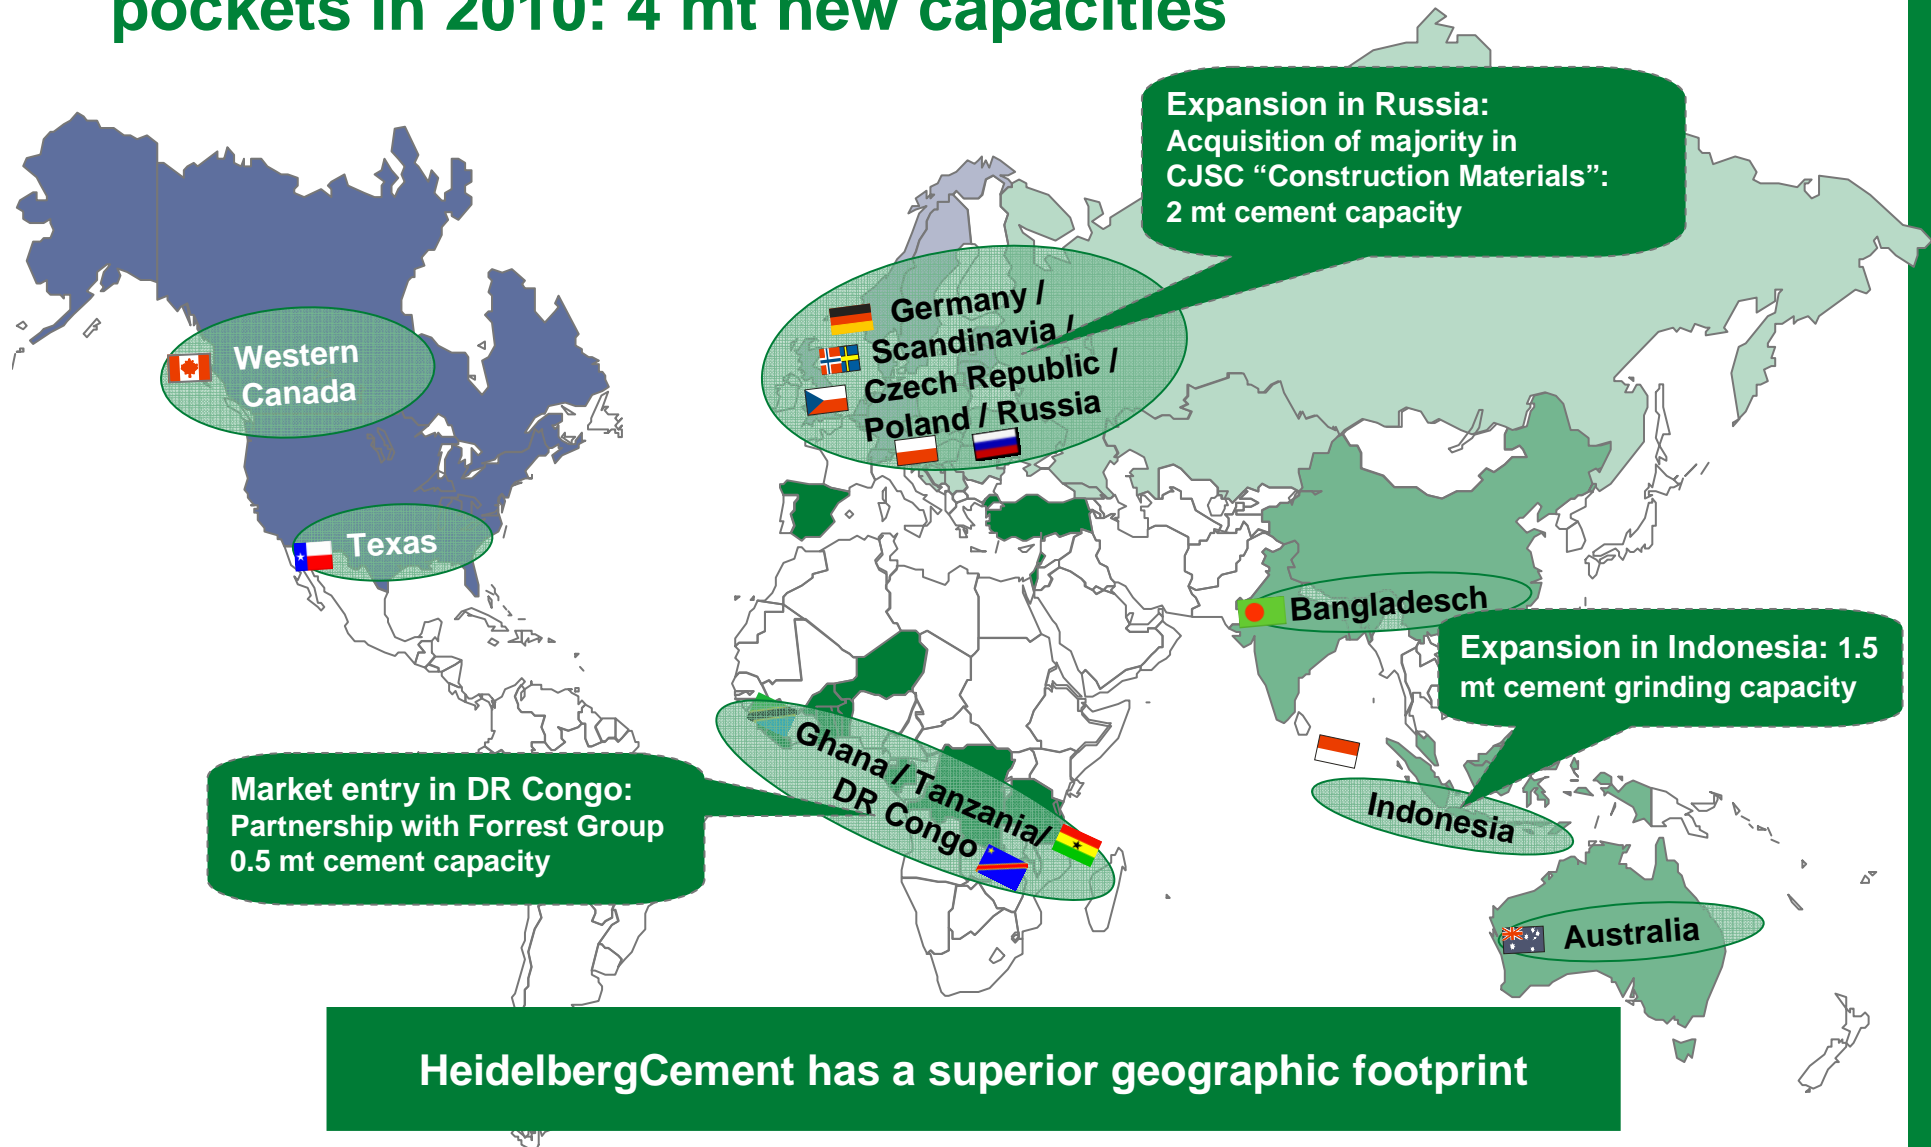 pockets in 2010: 4 mt new capacities
Expansion in Russia:
Acquisition of majority in
CJSC “Construction Materials”:
2 mt cement capacity
Germany /
Scandinavia /
Czech Republic /
Poland / Russia
Western
Canada
Texas
Bangladesch
Expansion in Indonesia: 1.5
mt cement grinding capacity
Ghana / Tanzania/
DR Congo
Market entry in DR Congo:
Partnership with Forrest Group
0.5 mt cement capacity
Indonesia
Australia
HeidelbergCement has a superior geographic footprint